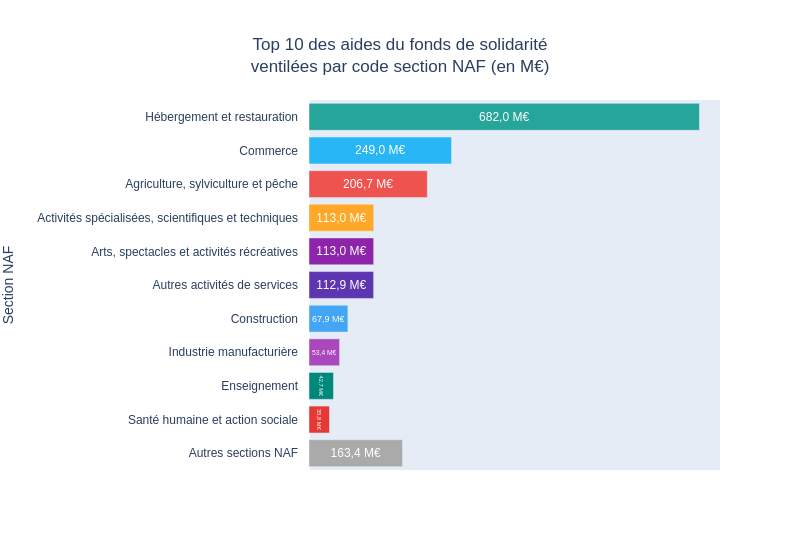 Top 10 des aides du fonds de solidarité
ventilées par code section NAF (en M€)
Section NAF
Hébergement et restauration 682,0 M€
Commerce 249,0 M€
Agriculture, sylviculture et pêche 206,7 M€
Activités spécialisées, scientifiques et techniques 113,0 M€
Arts, spectacles et activités récréatives 113,0 M€
Autres activités de services 112,9 M€
Construction 67,9 M€
Industrie manufacturière 53,4 M€
Enseignement 42,7 M€
Santé humaine et action sociale
Autres sections NAF 163,4 M€